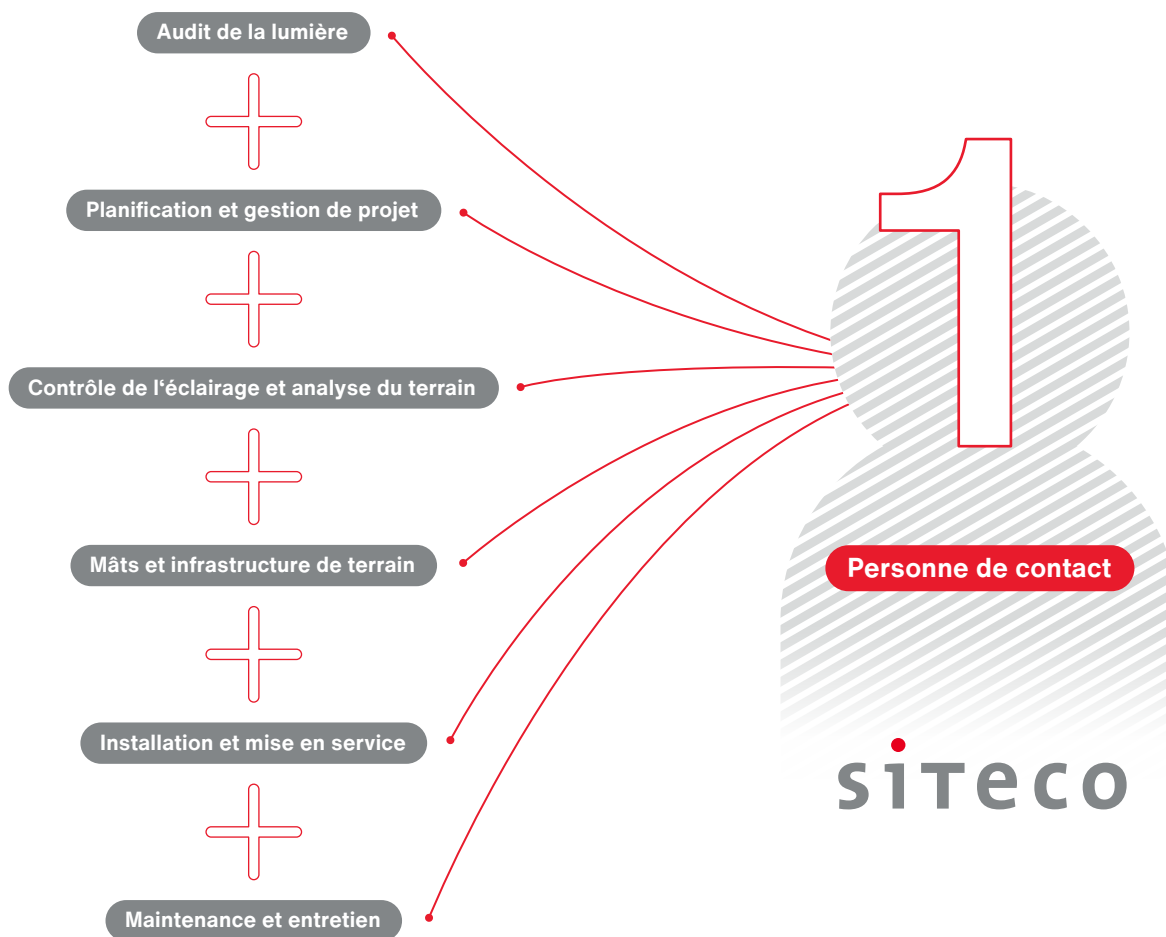 Audit de la lumière
Planification et gestion de projet
Contrôle de l‘éclairage et analyse du terrain
Mâts et infrastructure de terrain
Installation et mise en service
Maintenance et entretien
1
Personne de contact
siteco